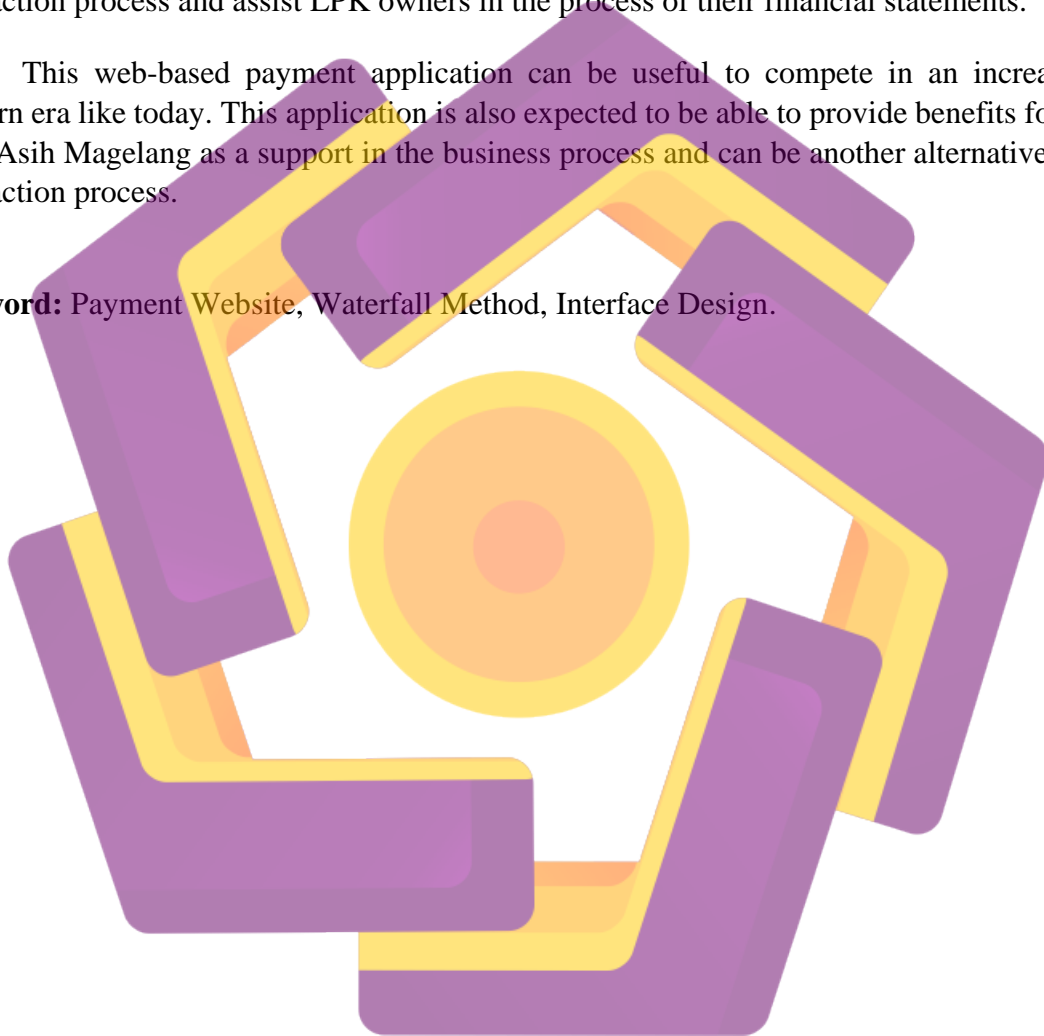 action process and assist LPK owners in the process of their financial statements.
This web-based payment application can be useful to compete in an increa
rn era like today. This application is also expected to be able to provide benefits fo
Asih Magelang as a support in the business process and can be another alternative
action process.
word: Payment Website, Waterfall Method, Interface Design.